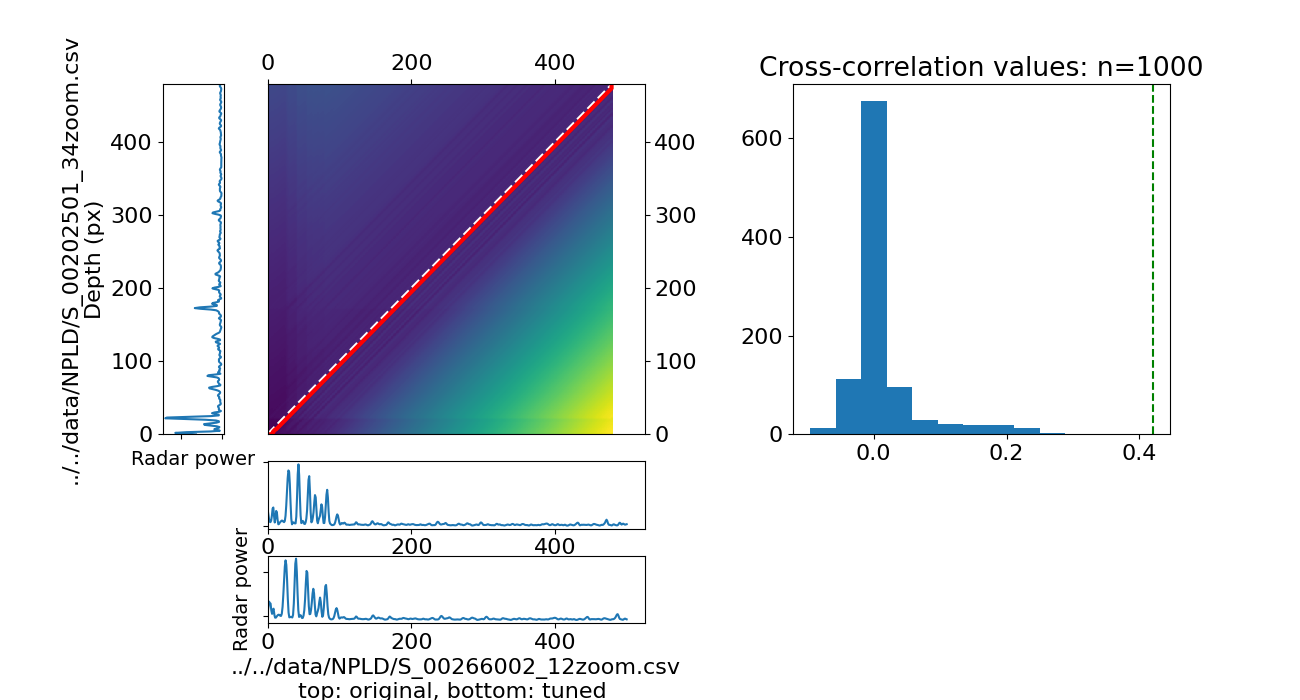 0 200 400
Cross-correlation values: n=1000
../../data/NPLD/S_00202501_34zoom.csv
Depth (px)
400
300
200
100
0
400
300
200
100
0
600
400
200
0
0.0 0.2 0.4
Radar power
0 200 400
Radar power
0 200 400
../../data/NPLD/S_00266002_12zoom.csv
top: original, bottom: tuned